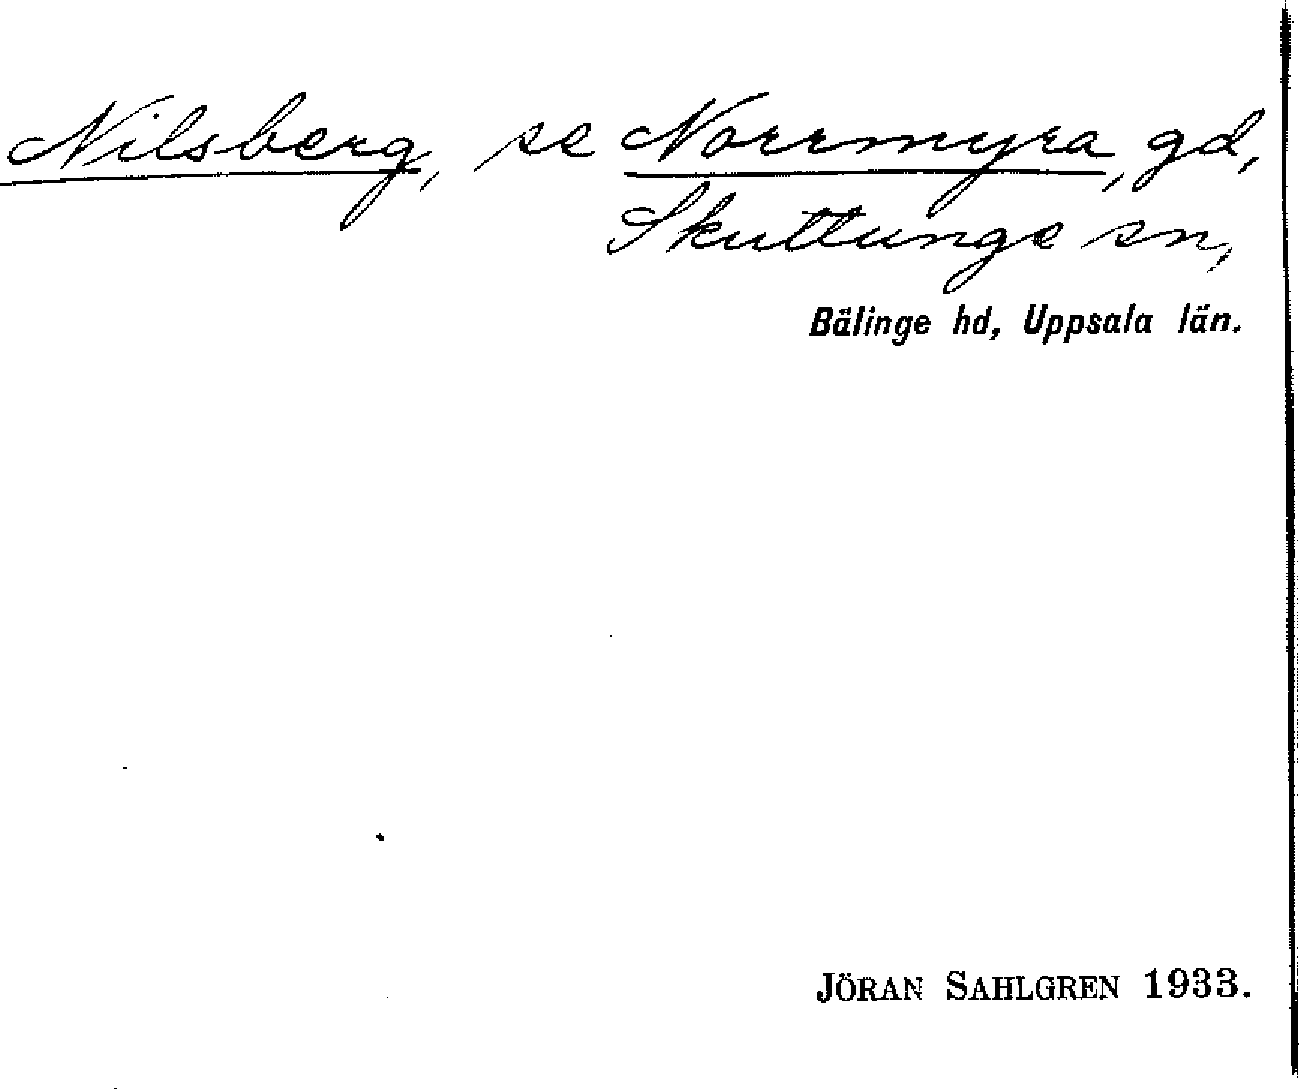 Nilsberg, se Norrmyra, gd,
Skuttunge sn,
Bälinge hd, Uppsala län.
JÖRAN SAHLGREN 1933.